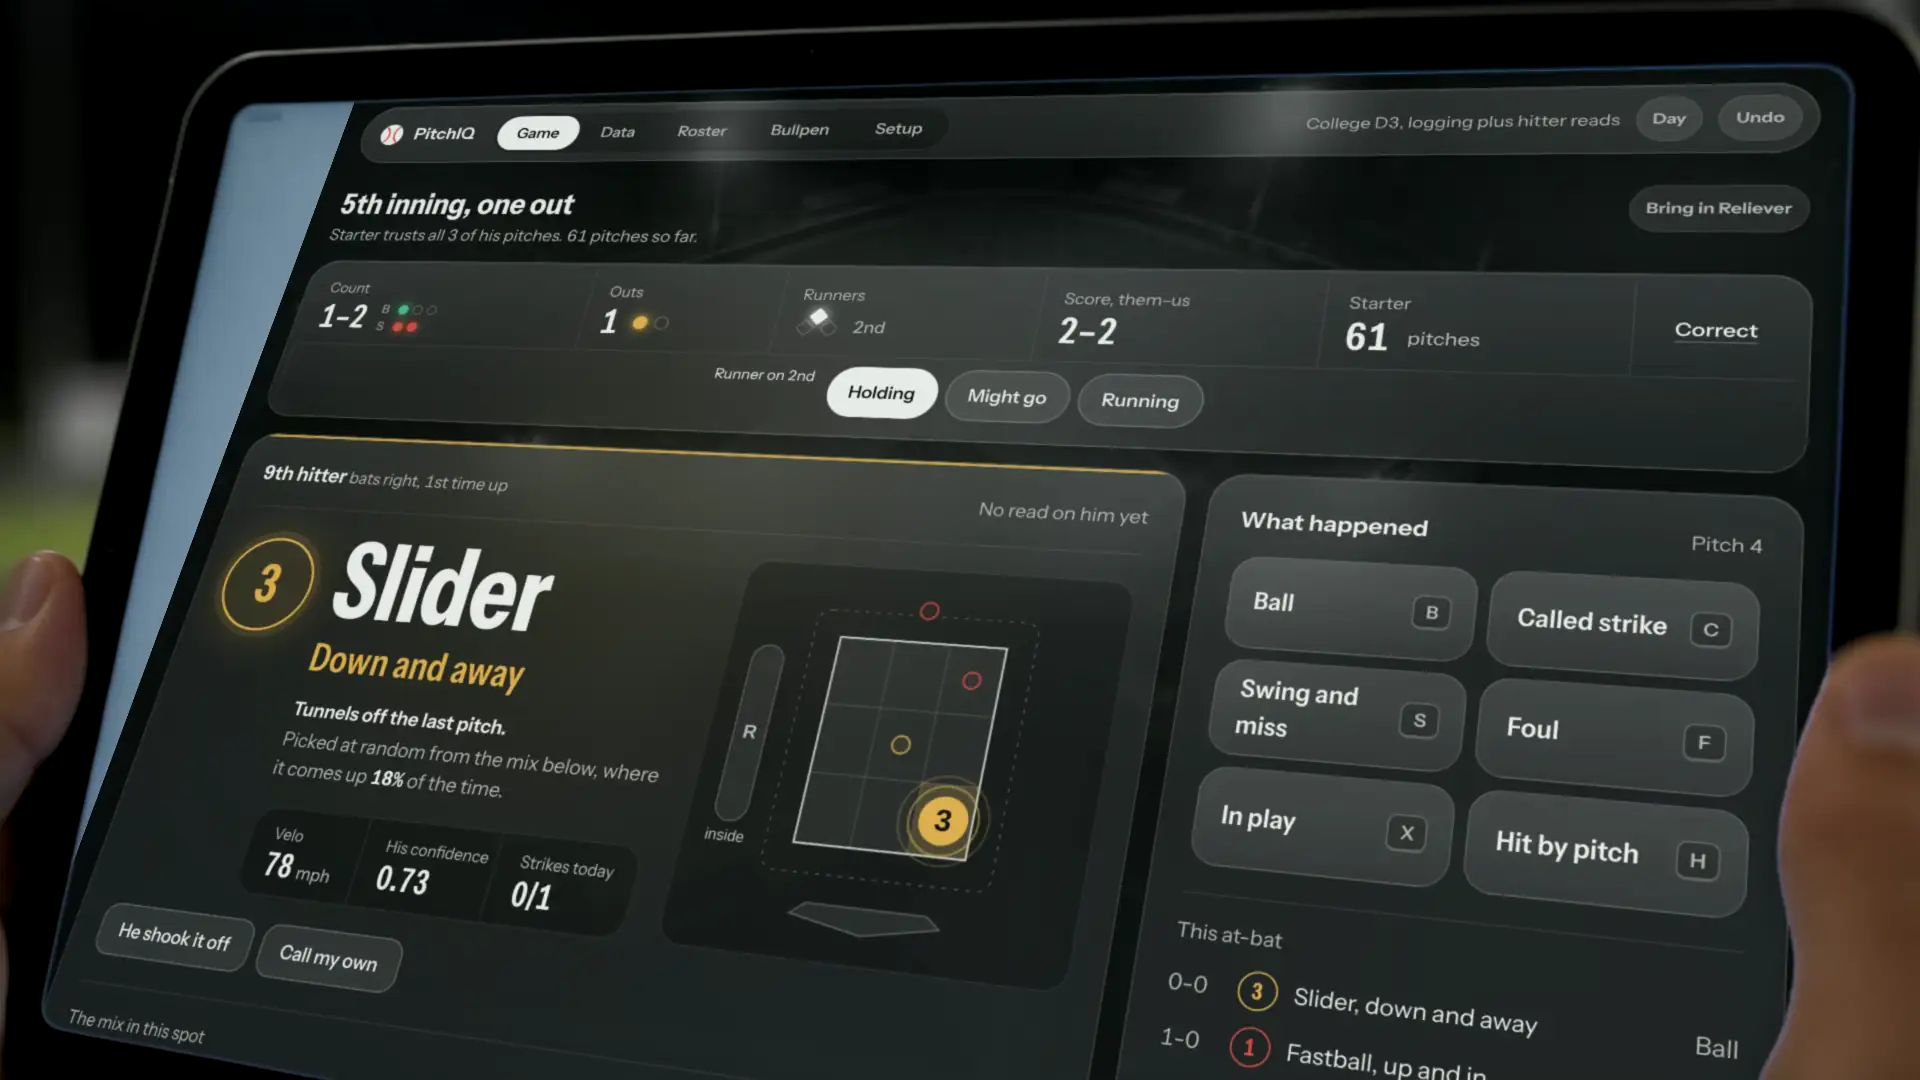 PitchIQ
Game
Data
Roster
Bullpen
Setup
College D3, logging plus hitter reads
Day
Undo
5th inning, one out
Starter trusts all 3 of his pitches. 61 pitches so far.
Bring in Reliever
Count
1-2
B
S
Outs
1
Runners
2nd
Score, them-us
2-2
Starter
61 pitches
Correct
Runner on 2nd
Holding
Might go
Running
9th hitter bats right, 1st time up
No read on him yet
3
Slider
Down and away
Tunnels off the last pitch.
Picked at random from the mix below, where
it comes up 18% of the time.
Velo
78 mph
His confidence
0.73
Strikes today
0/1
He shook it off
Call my own
The mix in this spot
R
inside
3
What happened
Pitch 4
Ball B
Called strike C
Swing and
miss S
Foul F
In play X
Hit by pitch H
This at-bat
0-0 3 Slider, down and away Ball
1-0 1 Fastball, up and in